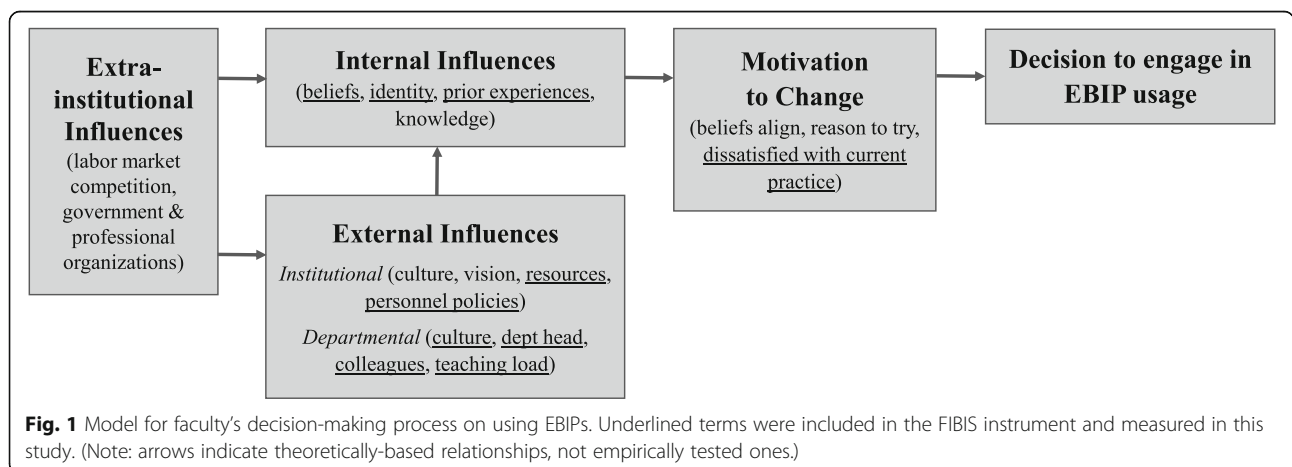 Extra-
institutional
Influences
(labor market
competition,
government &
professional
organizations)
Internal Influences
(beliefs, identity, prior experiences,
knowledge)
External Influences
Institutional (culture, vision, resources,
personnel policies)
Departmental (culture, dept head,
colleagues, teaching load)
Motivation
to Change
(beliefs align, reason to try,
dissatisfied with current
practice)
Decision to engage in
EBIP usage
Fig. 1 Model for faculty's decision-making process on using EBIPs. Underlined terms were included in the FIBIS instrument and measured in this
study. (Note: arrows indicate theoretically-based relationships, not empirically tested ones.)